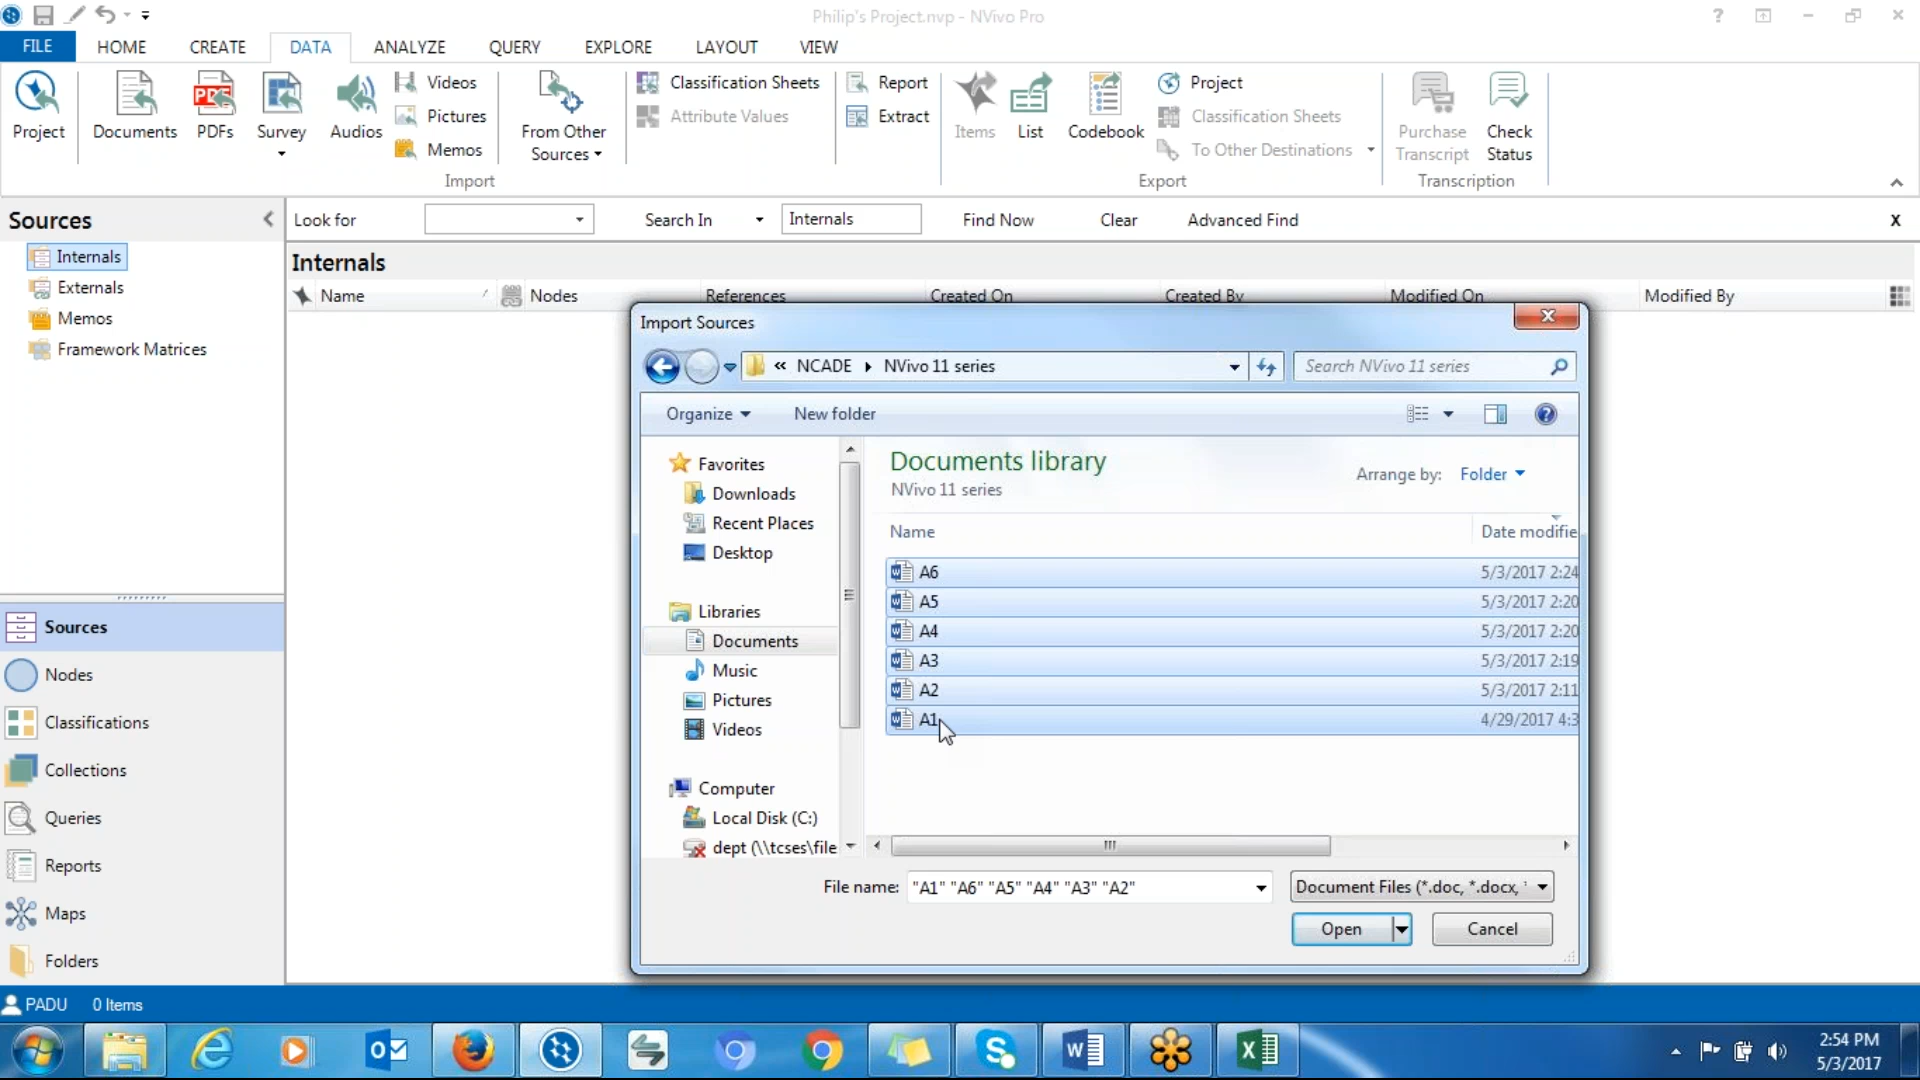 Philip's Project.nvp - NVivo Pro
FILE HOME CREATE DATA ANALYZE QUERY EXPLORE LAYOUT VIEW
Project
Documents
PDFs
Survey
Audios
Videos
Pictures
Memos
From Other
Sources
Import
Classification Sheets
Attribute Values
Report
Extract
Items
List
Codebook
Project
Classification Sheets
To Other Destinations
Export
Purchase
Transcript
Check
Status
Transcription
Sources
Look for Search In Internals Find Now Clear Advanced Find x
Internals
Externals
Memos
Framework Matrices
Internals
Name Nodes References Created On Created By Modified On Modified By
Import Sources
« NCADE NVivo 11 series
Search NVivo 11 series
Organize New folder
Favorites
Downloads
Recent Places
Desktop
Libraries
Documents
Music
Pictures
Videos
Computer
Local Disk (C:)
dept (\\tcses\file
Documents library
NVivo 11 series
Arrange by: Folder
Name Date modifie
A6 5/3/2017 2:24
A5 5/3/2017 2:20
A4 5/3/2017 2:20
A3 5/3/2017 2:19
A2 5/3/2017 2:11
A1 4/29/2017 4:3
File name: "A1" "A6" "A5" "A4" "A3" "A2"
Document Files (*.doc, *.docx, '
Open Cancel
Sources
Nodes
Classifications
Collections
Queries
Reports
Maps
Folders
PADU 0 Items
2:54 PM
5/3/2017